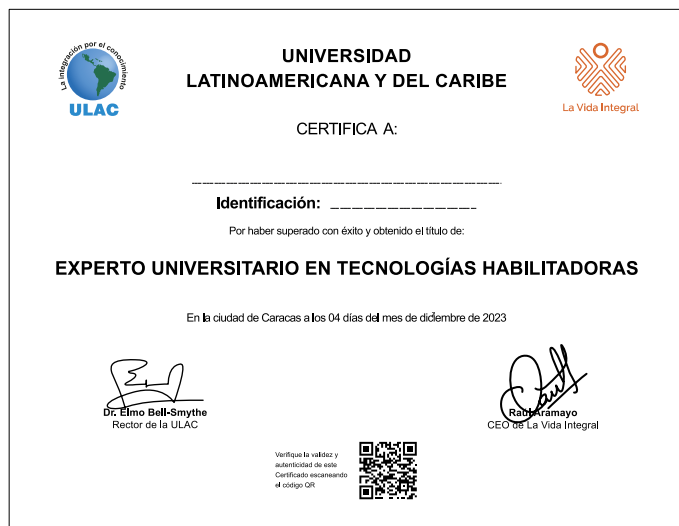 La integración por el conocimiento
ULAC
UNIVERSIDAD
LATINOAMERICANA Y DEL CARIBE
La Vida Integral
CERTIFICA A:
Identificación:
Por haber superado con éxito y obtenido el título de:
EXPERTO UNIVERSITARIO EN TECNOLOGÍAS HABILITADORAS
En la ciudad de Caracas a los 04 días del mes de diciembre de 2023
Dr. Elmo Bell-Smythe
Rector de la ULAC
Raúl Aramayo
CEO de La Vida Integral
Verifique la validez y
autenticidad de este
Certificado escaneando
el código QR